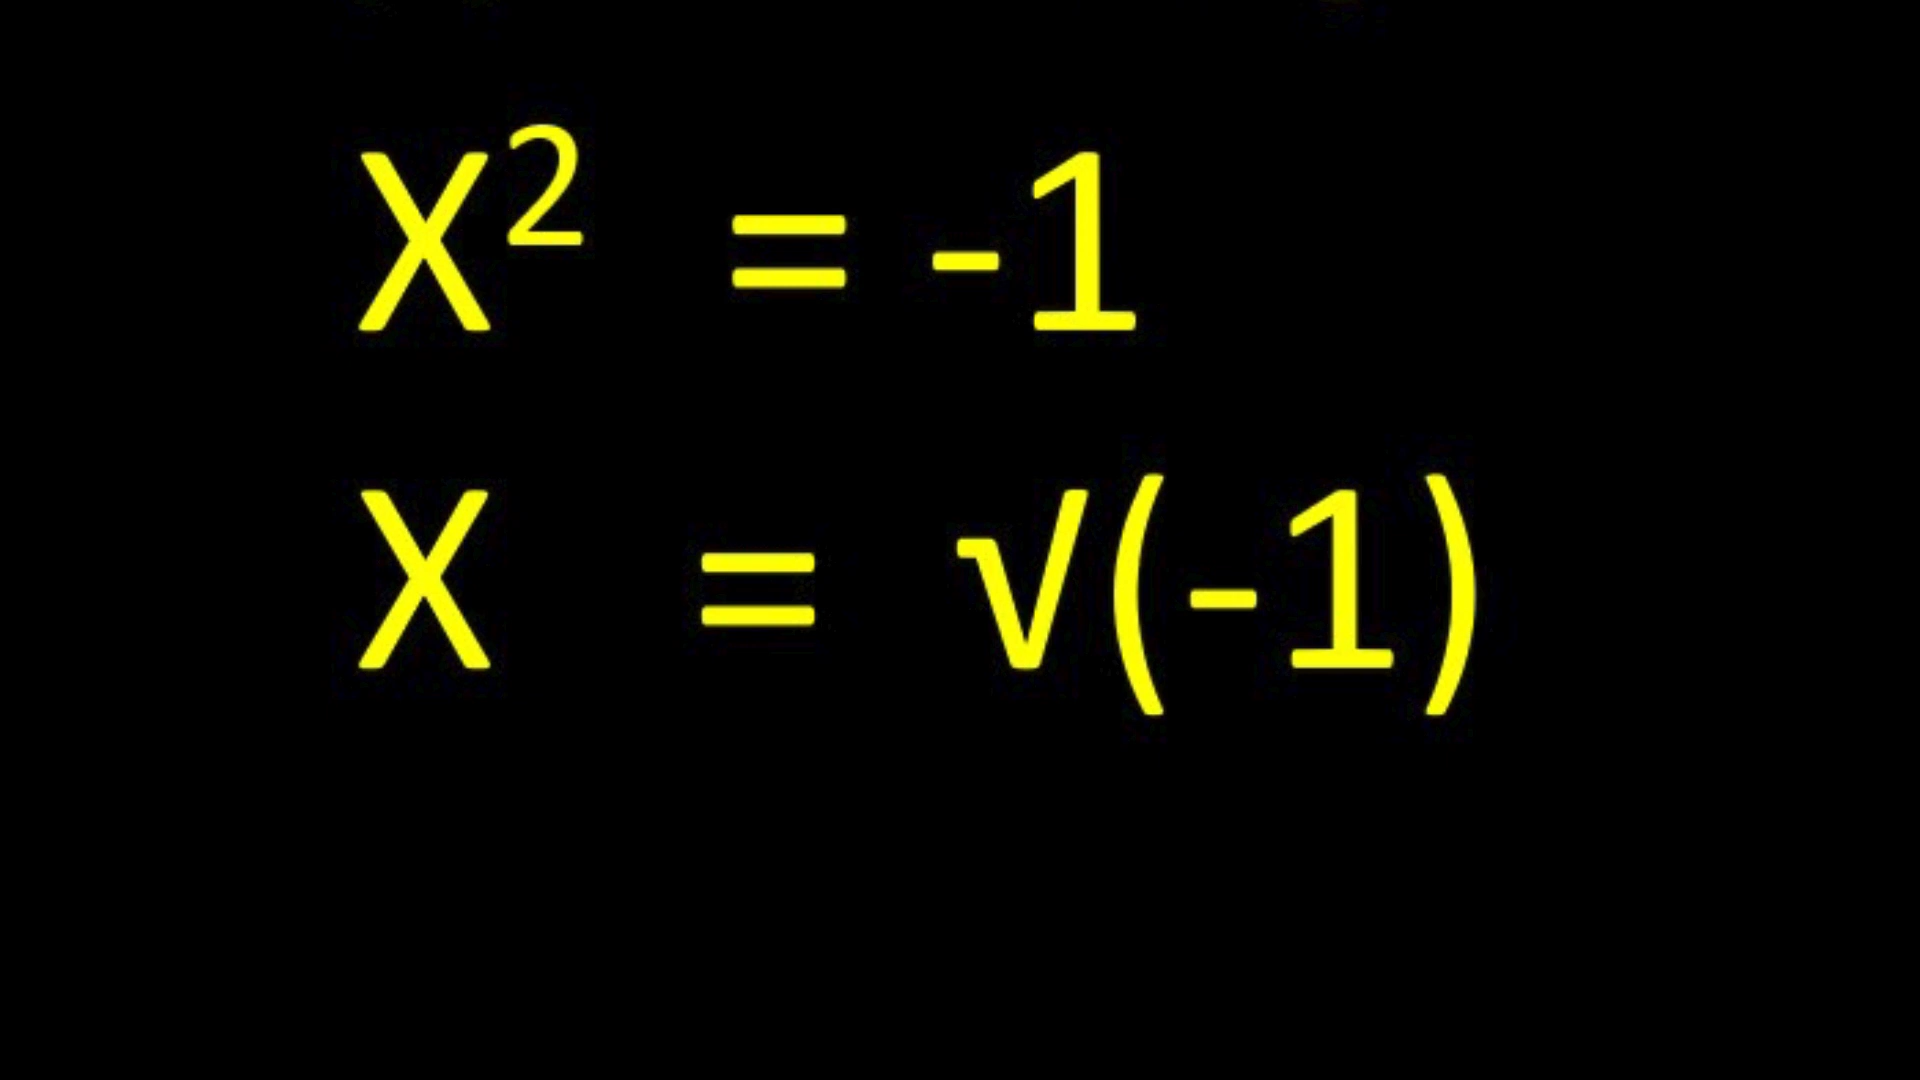 X² = -1
X = √(-1)